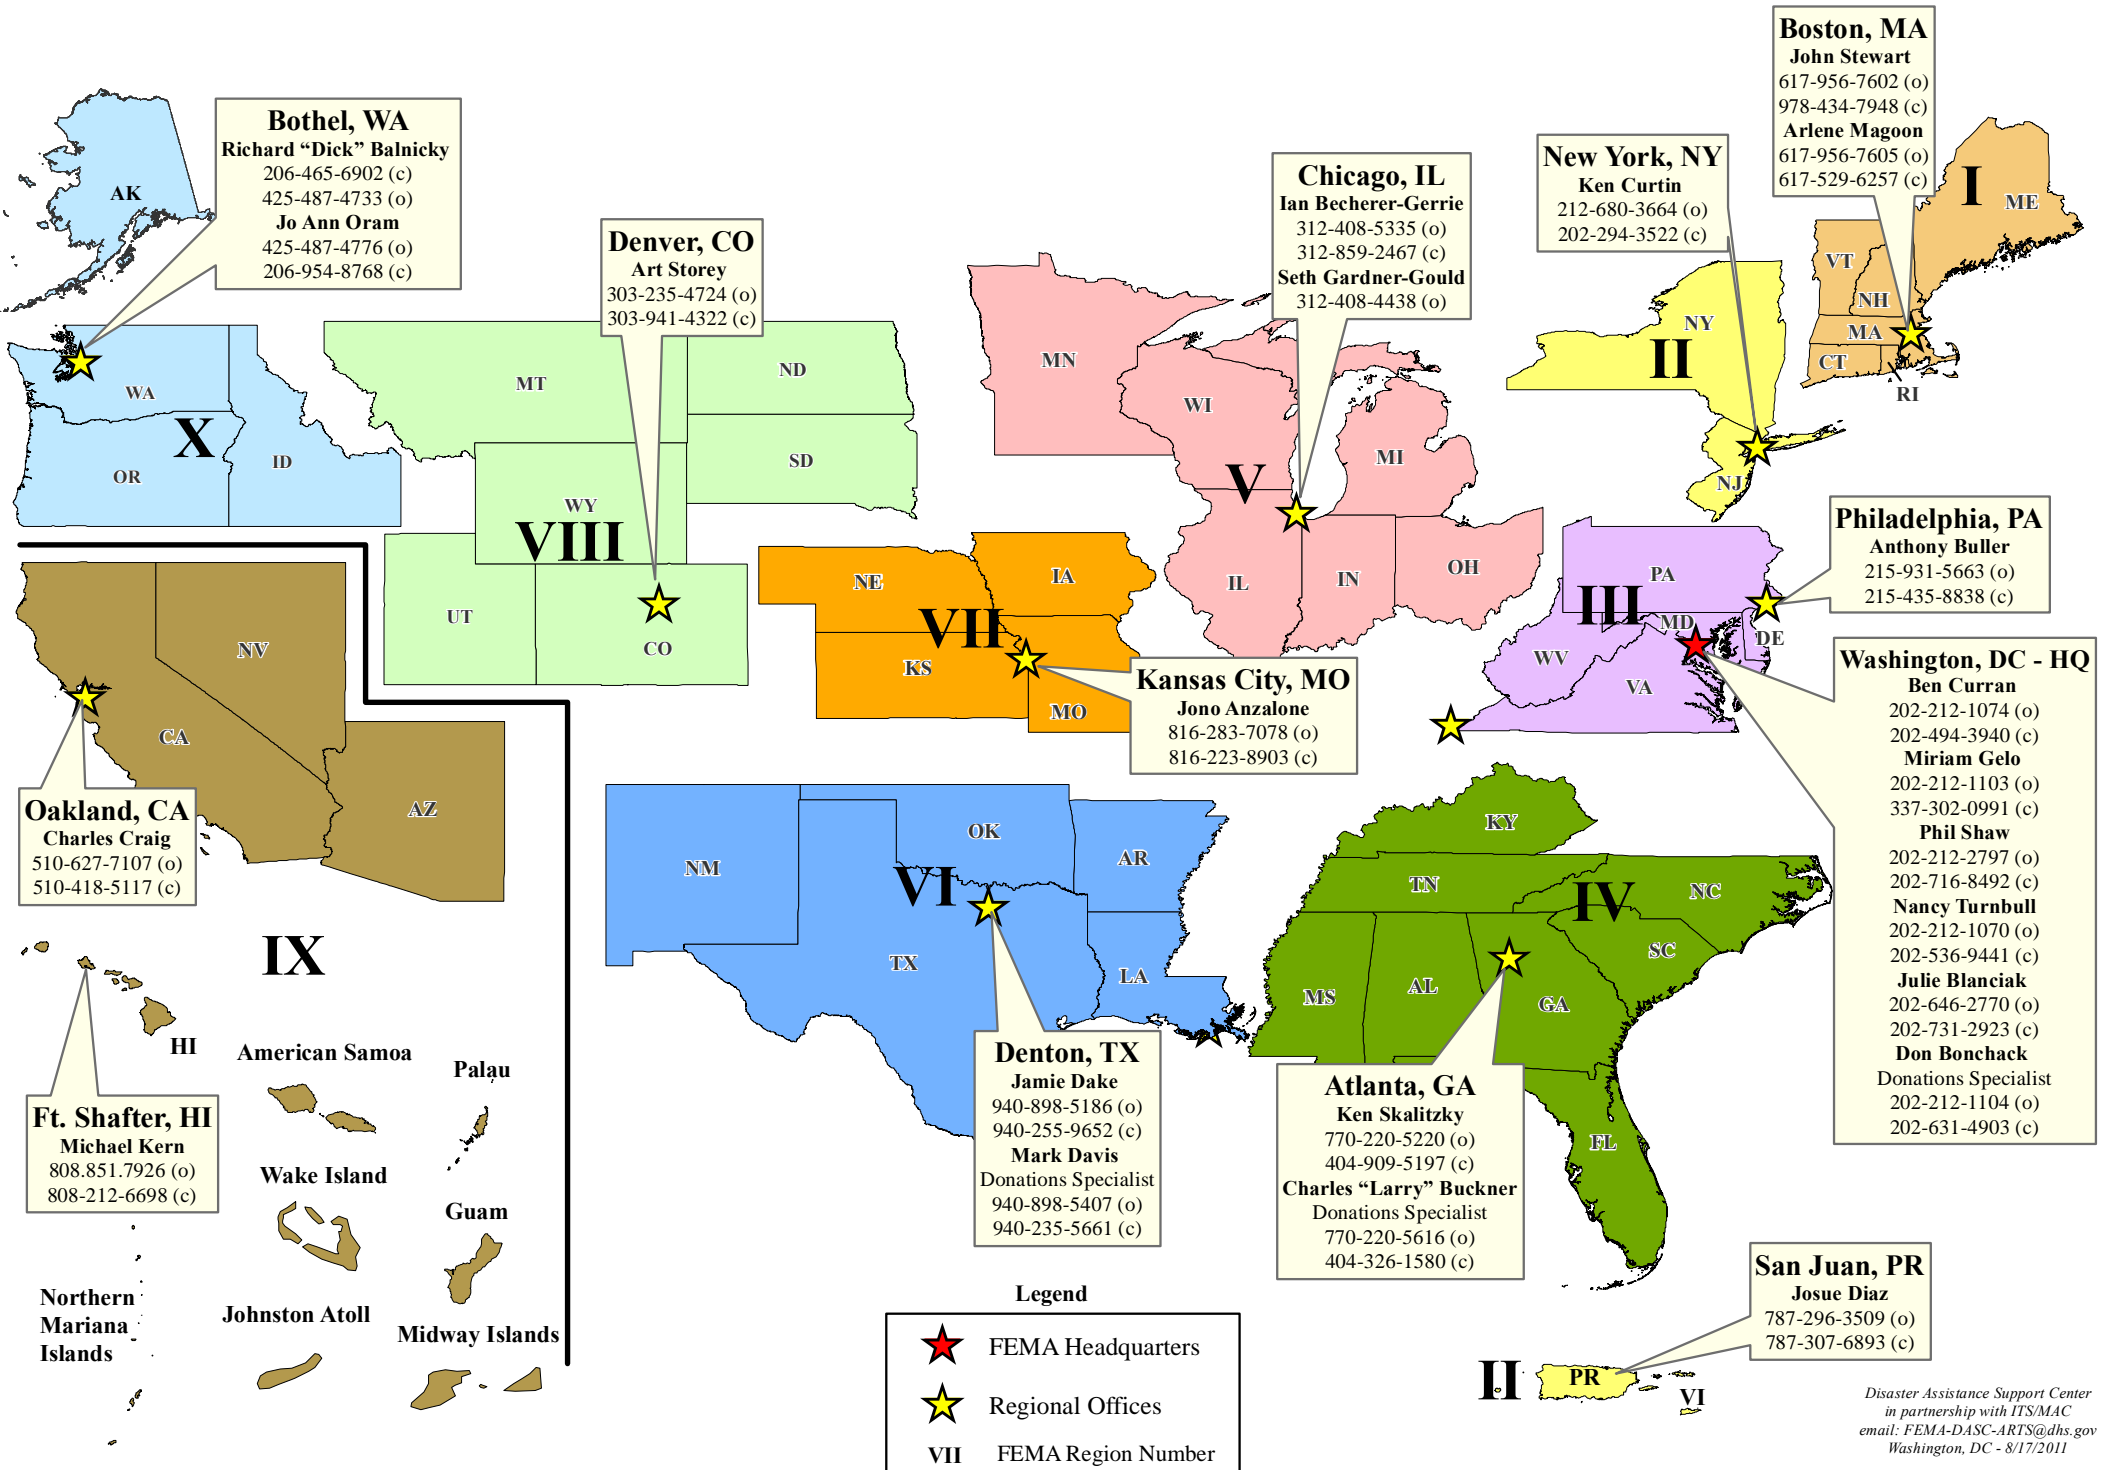 Boston, MA
John Stewart
617-956-7602 (o)
978-434-7948 (c)
Arlene Magoon
617-956-7605 (o)
617-529-6257 (c)
Bothel, WA
Richard “Dick” Balnicky
206-465-6902 (c)
425-487-4733 (o)
Jo Ann Oram
425-487-4776 (o)
206-954-8768 (c)
New York, NY
Ken Curtin
212-680-3664 (o)
202-294-3522 (c)
Chicago, IL
Ian Becherer-Gerrie
312-408-5335 (o)
312-859-2467 (c)
Seth Gardner-Gould
312-408-4438 (o)
Denver, CO
Art Storey
303-235-4724 (o)
303-941-4322 (c)
AK
I
ME
VT
NH
MA
CT
RI
NY
II
NJ
MN
WI
MI
V
IL
IN
OH
MT
ND
SD
WY
VIII
UT
CO
WA
X
OR
ID
NE
IA
VII
KS
MO
Philadelphia, PA
Anthony Buller
215-931-5663 (o)
215-435-8838 (c)
PA
III
MD
DE
WV
VA
Kansas City, MO
Jono Anzalone
816-283-7078 (o)
816-223-8903 (c)
Washington, DC - HQ
Ben Curran
202-212-1074 (o)
202-494-3940 (c)
Miriam Gelo
202-212-1103 (o)
337-302-0991 (c)
Phil Shaw
202-212-2797 (o)
202-716-8492 (c)
Nancy Turnbull
202-212-1070 (o)
202-536-9441 (c)
Julie Blanciak
202-646-2770 (o)
202-731-2923 (c)
Don Bonchack
Donations Specialist
202-212-1104 (o)
202-631-4903 (c)
NV
CA
AZ
Oakland, CA
Charles Craig
510-627-7107 (o)
510-418-5117 (c)
IX
HI
Ft. Shafter, HI
Michael Kern
808.851.7926 (o)
808-212-6698 (c)
American Samoa
Palau
Wake Island
Guam
Northern
Mariana
Islands
Johnston Atoll
Midway Islands
NM
OK
AR
VI
TX
LA
Denton, TX
Jamie Dake
940-898-5186 (o)
940-255-9652 (c)
Mark Davis
Donations Specialist
940-898-5407 (o)
940-235-5661 (c)
KY
TN
IV
NC
SC
MS
AL
GA
FL
Atlanta, GA
Ken Skalitzky
770-220-5220 (o)
404-909-5197 (c)
Charles “Larry” Buckner
Donations Specialist
770-220-5616 (o)
404-326-1580 (c)
San Juan, PR
Josue Diaz
787-296-3509 (o)
787-307-6893 (c)
II
PR
VI
Legend
FEMA Headquarters
Regional Offices
VII FEMA Region Number
Disaster Assistance Support Center
in partnership with ITS/MAC
email: FEMA-DASC-ARTS@dhs.gov
Washington, DC - 8/17/2011